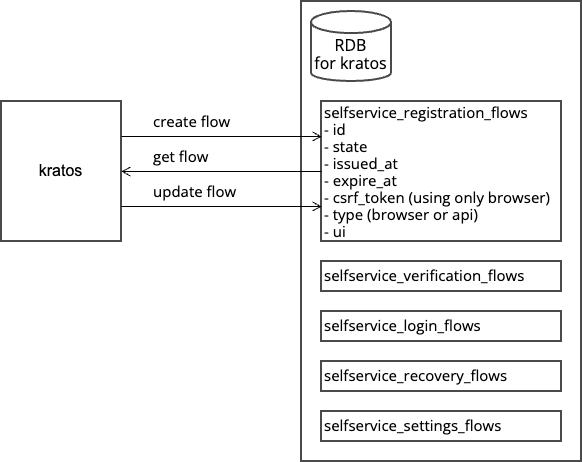 RDB
for kratos
kratos
create flow
get flow
update flow
selfservice_registration_flows
- id
- state
- issued_at
- expire_at
- csrf_token (using only browser)
- type (browser or api)
- ui
selfservice_verification_flows
selfservice_login_flows
selfservice_recovery_flows
selfservice_settings_flows